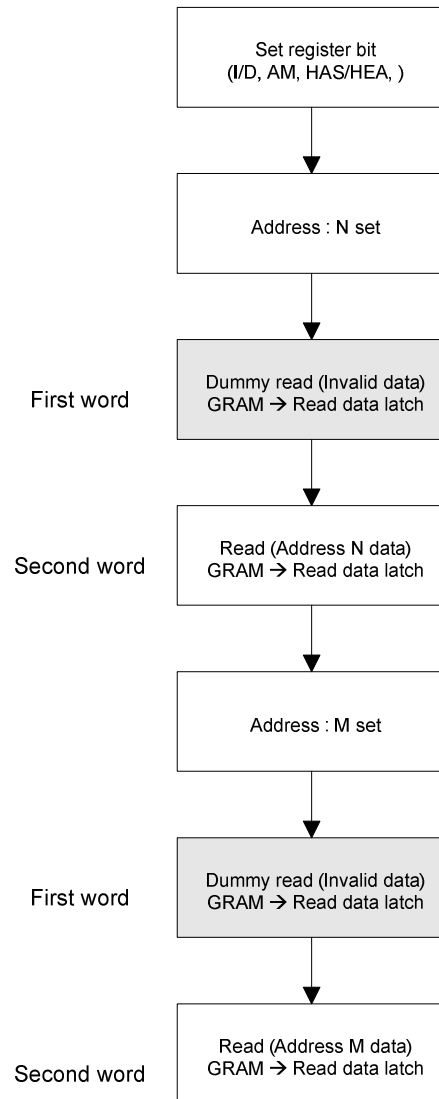 Set register bit
(I/D, AM, HAS/HEA, )
Address : N set
First word
Dummy read (Invalid data)
GRAM → Read data latch
Second word
Read (Address N data)
GRAM → Read data latch
Address : M set
First word
Dummy read (Invalid data)
GRAM → Read data latch
Second word
Read (Address M data)
GRAM → Read data latch